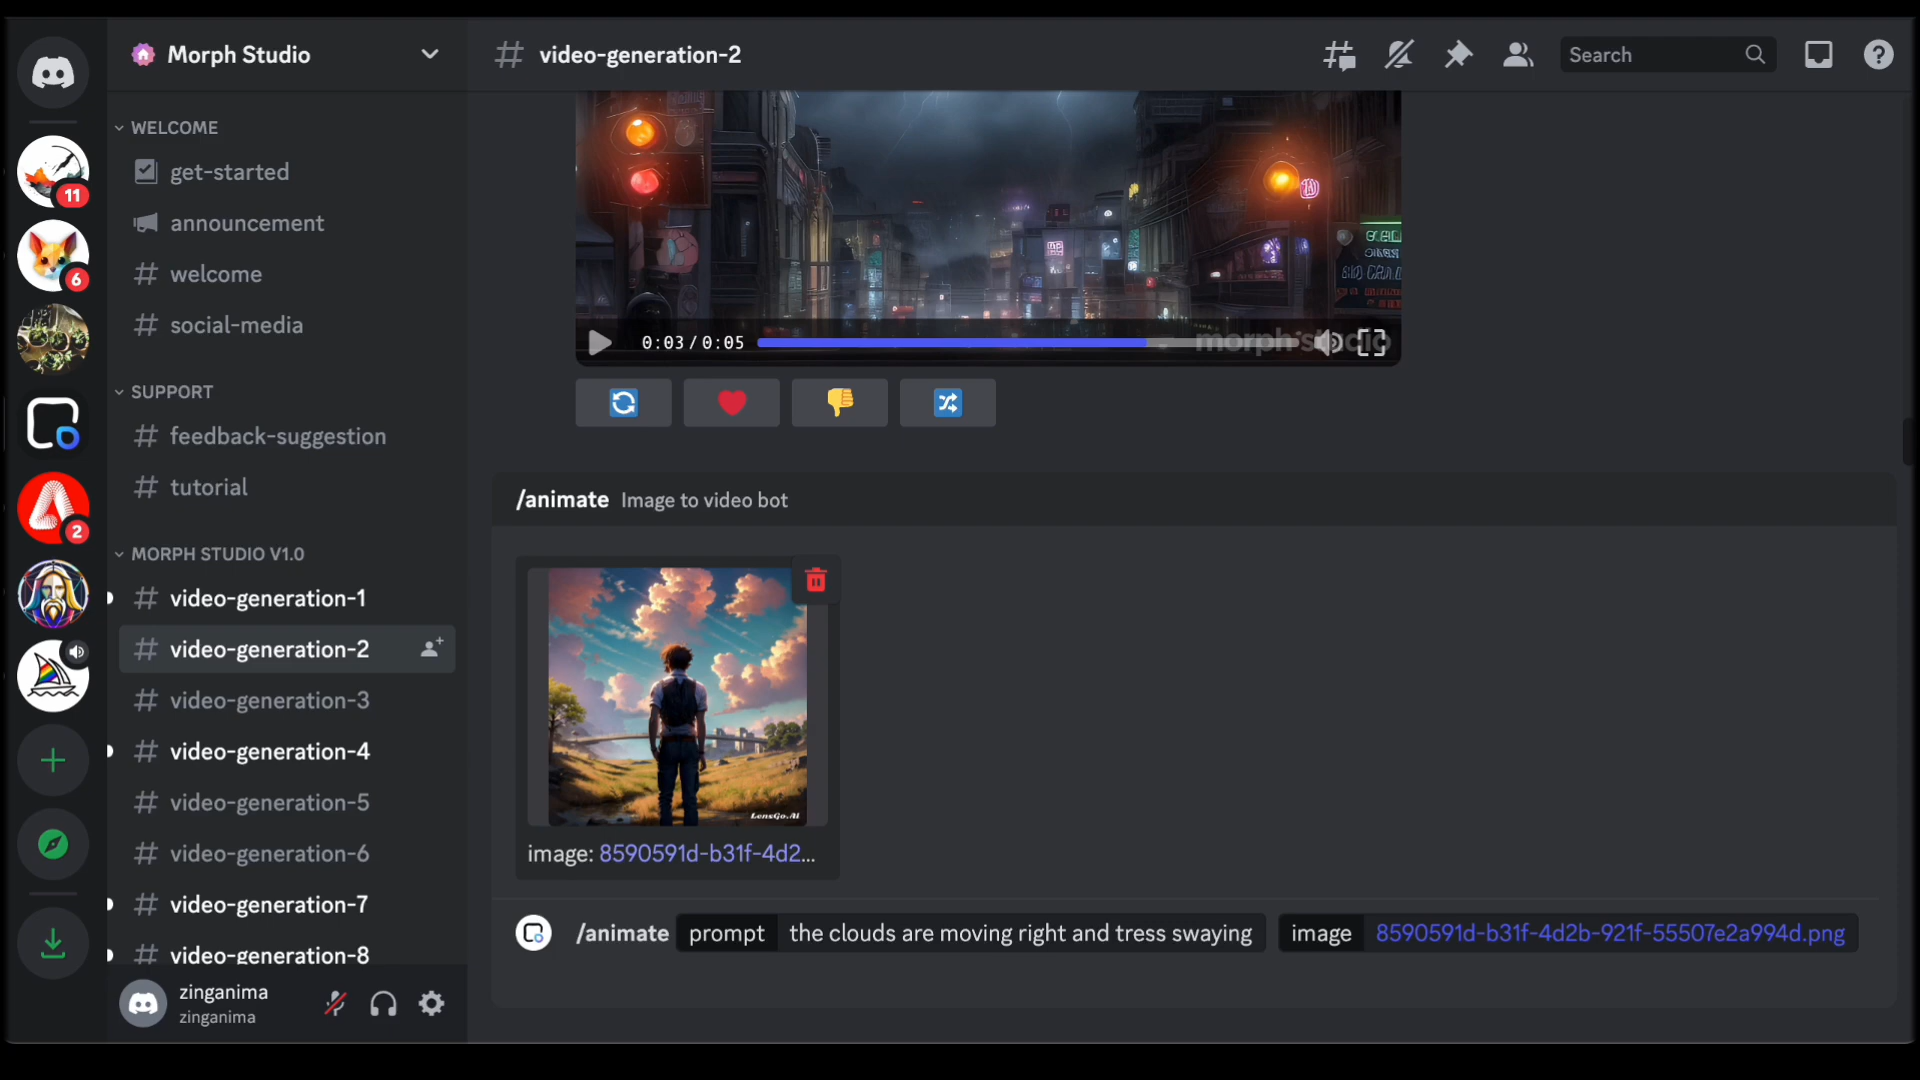 Morph Studio
video-generation-2
Search
11
6
2
WELCOME
get-started
announcement
welcome
social-media
SUPPORT
feedback-suggestion
tutorial
MORPH STUDIO V1.0
video-generation-1
video-generation-2
video-generation-3
video-generation-4
video-generation-5
video-generation-6
video-generation-7
video-generation-8
zinganima
zinganima
0:03 / 0:05
morph studio
/animate Image to video bot
LensGo.AI
image: 8590591d-b31f-4d2...
/animate prompt the clouds are moving right and tress swaying image 8590591d-b31f-4d2b-921f-55507e2a994d.png